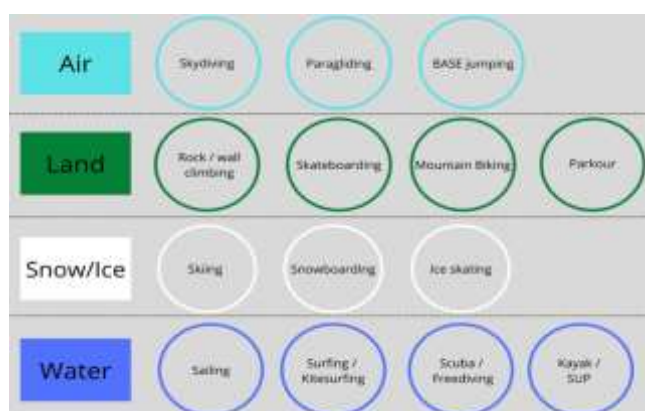 Air
Skydiving
Paragliding
BASE jumping
Land
Rock / wall
climbing
Skateboarding
Mountain Biking
Parkour
Snow/Ice
Skiing
Snowboarding
Ice skating
Water
Sailing
Surfing /
Kitesurfing
Scuba /
Freediving
Kayak /
SUP